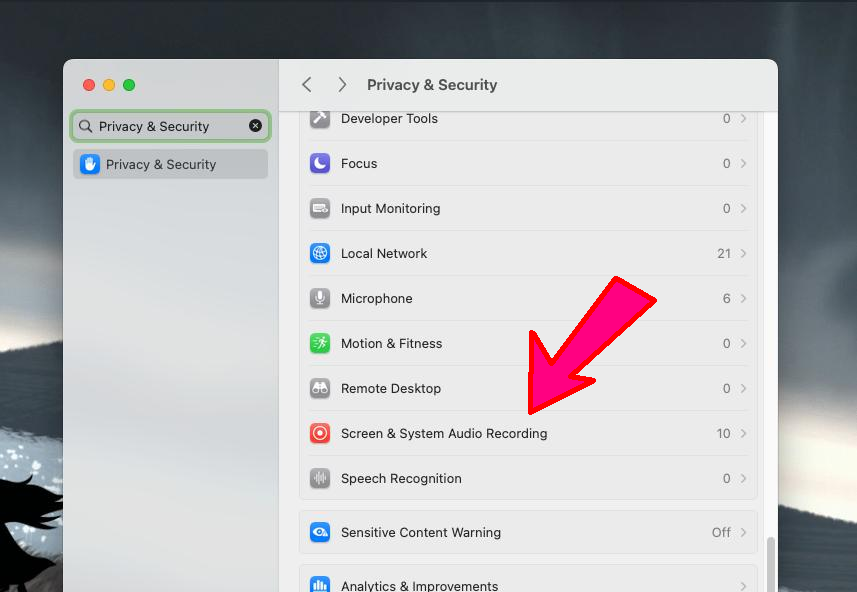 Privacy & Security
Privacy & Security
Privacy & Security
Developer Tools 0
Focus 0
Input Monitoring 0
Local Network 21
Microphone 6
Motion & Fitness 0
Remote Desktop 0
Screen & System Audio Recording 10
Speech Recognition 0
Sensitive Content Warning Off
Analytics & Improvements